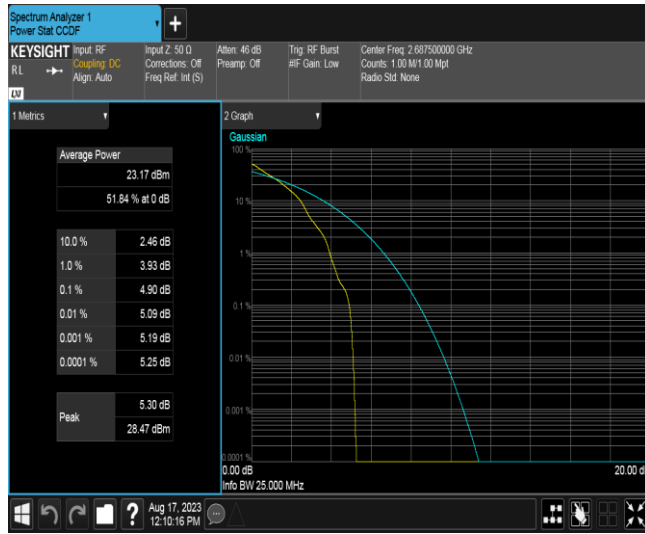 Spectrum Analyzer 1
Power Stat CCDF
KEYSIGHT
RL
LXI
Input: RF
Coupling: DC
Align: Auto
Input Z: 50 Ω
Corrections: Off
Freq Ref: Int (S)
Atten: 46 dB
Preamp: Off
Trig: RF Burst
#IF Gain: Low
Center Freq: 2.687500000 GHz
Counts: 1.00 M/1.00 Mpt
Radio Std: None
1 Metrics
Average Power
23.17 dBm
51.84 % at 0 dB
10.0 % 2.46 dB
1.0 % 3.93 dB
0.1 % 4.90 dB
0.01 % 5.09 dB
0.001 % 5.19 dB
0.0001 % 5.25 dB
Peak
5.30 dB
28.47 dBm
2 Graph
Gaussian
100 %
10 %
1 %
0.1 %
0.01 %
0.001 %
0.0001 %
0.00 dB
20.00 d
Info BW 25.000 MHz
?
Aug 17, 2023
12:10:16 PM